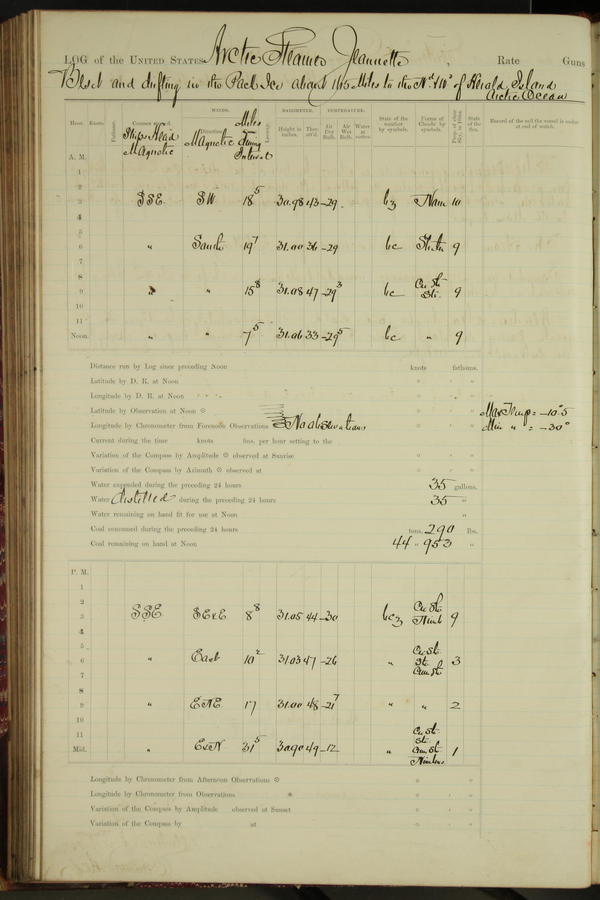 LOG of the UNITED STATES Arctic Steamer Jeannette, Rate Guns
Beset and drifting in the Pack Ice about 165 Miles to the Nd & Wd of Herald Island
Arctic Ocean
WINDS. BAROMETER. TEMPERATURE.
Hour. Knots. Fathoms. Courses steered. Direction. Leeway. Height in inches. Ther. att'd. Air Dry Bulb. Air Wet Bulb. Water at surface. State of the weather by symbols. Forms of Clouds by symbols. State of the Sea. Record of the sail the vessel is under at end of watch.
Ships Head Magnetic Magnetic Miles During Interval
A. M.
1
2
3 SSE SW 18 5 30.98 43 -29. Nim 10
4
5
6 " South 19 7 31.00 36 -29 bc 9
7
8
9 " " 15 8 31.08 47 -29 3 bc Cu St. 9
10
11
Noon. " " 7 5 31.06 33 -29 5 bc " 9
Distance run by Log since preceding Noon knots fathoms.
Latitude by D. R. at Noon
Longitude by D. R. at Noon
Latitude by Observation at Noon Max Temp = -10°5
Longitude by Chronometer from Forenoon Observations No observations Min " = -30°
Current during the time knots fms. per hour setting to the
Variation of the Compass by Amplitude observed at Sunrise
Variation of the Compass by Azimuth observed at
Water expended during the preceding 24 hours 35 gallons.
Water distilled during the preceding 24 hours 35 "
Water remaining on hand fit for use at Noon "
Coal consumed during the preceding 24 hours tons, 290 lbs.
Coal remaining on hand at Noon 44 " 953 "
P. M.
1
2
3 SSE SExE 8 8 31.05 44 -30 Cu St. Nimb 9
4
5 Cu St.
6 " East 10 2 31.03 47 -26 " St. 3
7 Cum St.
8
9 " ENE 17 31.00 48 -21 7 " " 2
10
11 Cu St. St.
Mid. " ExN 31 5 30.90 49 -12 " Cum St. 1
Nimbus
Longitude by Chronometer from Afternoon Observations
Longitude by Chronometer from Observations
Variation of the Compass by Amplitude observed at Sunset
Variation of the Compass by at